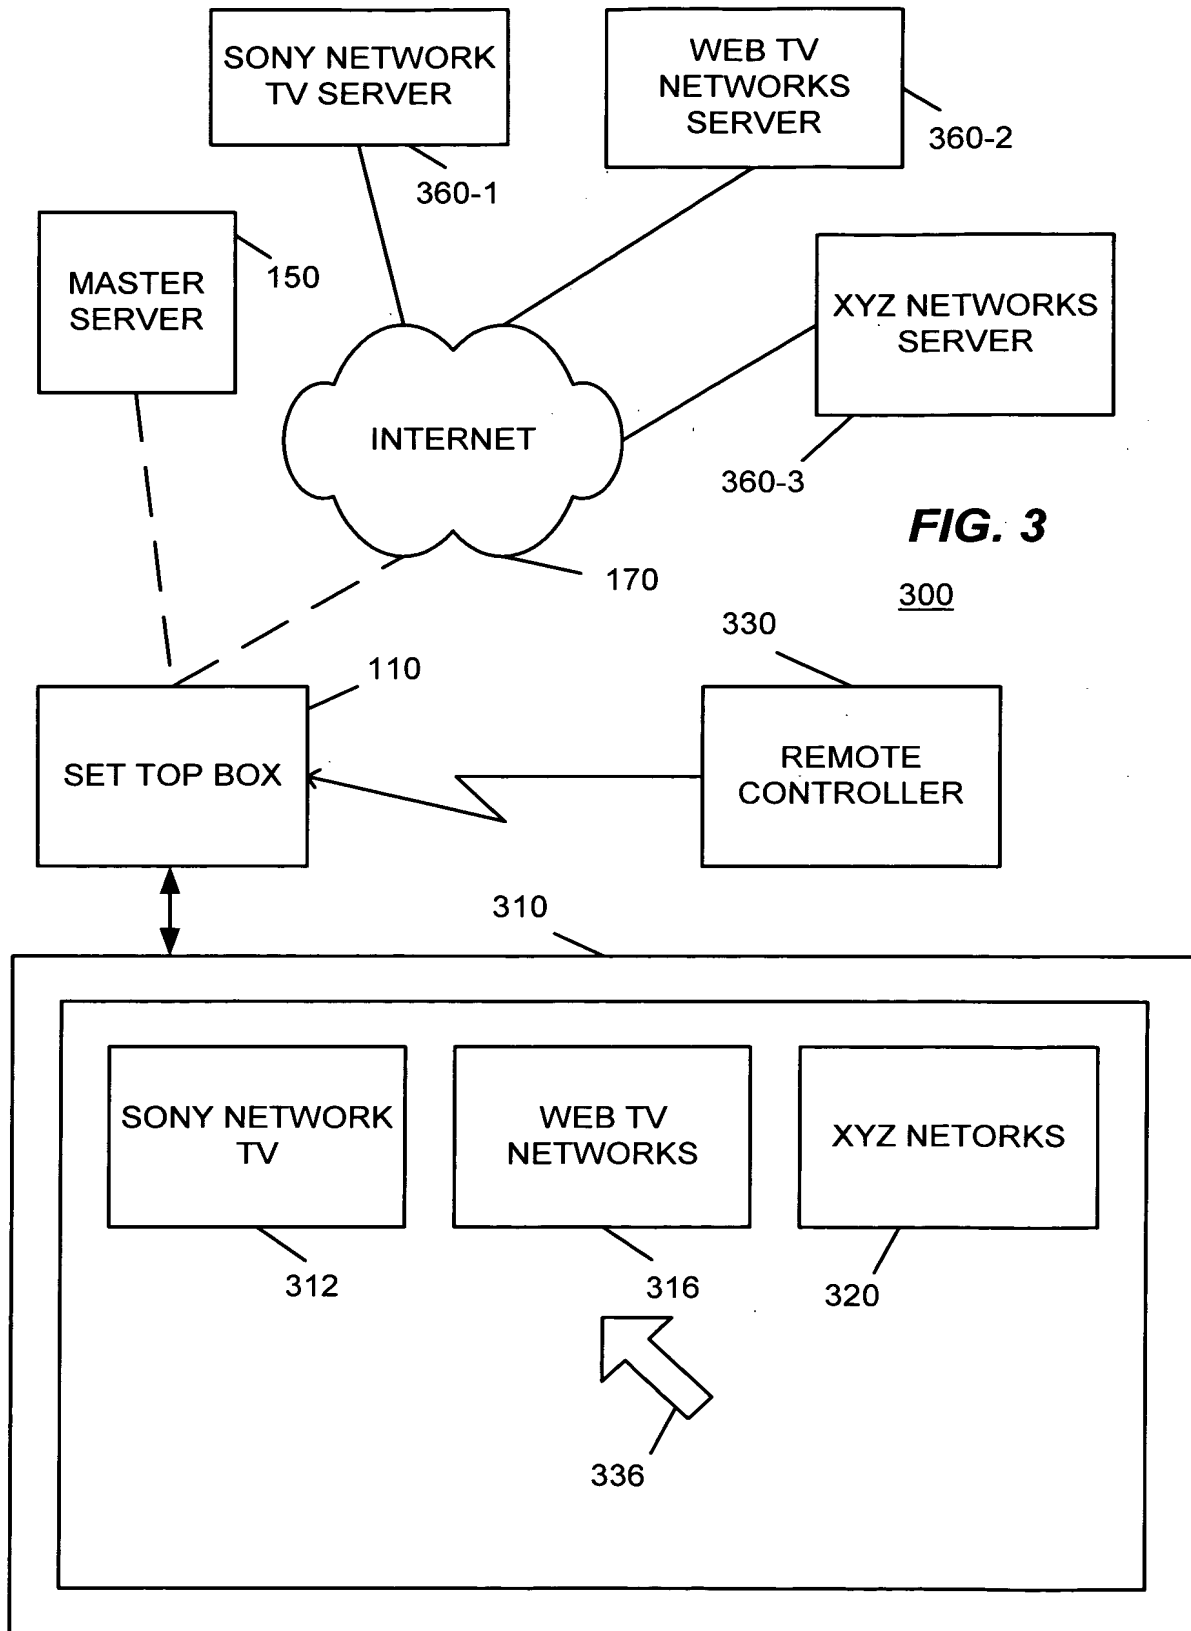 SONY NETWORK
TV SERVER
360-1
WEB TV
NETWORKS
SERVER
360-2
MASTER
SERVER
150
XYZ NETWORKS
SERVER
360-3
INTERNET
170
FIG. 3
300
330
110
SET TOP BOX
REMOTE
CONTROLLER
310
SONY NETWORK
TV
312
WEB TV
NETWORKS
316
XYZ NETORKS
320
336